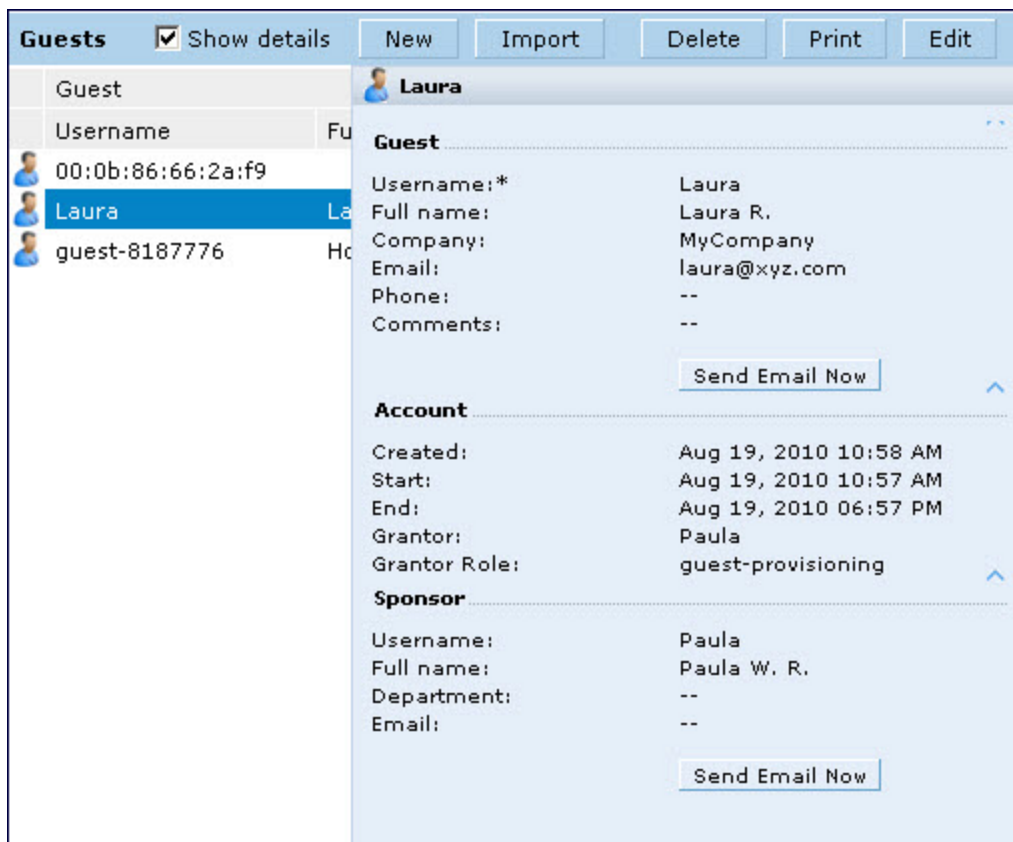 Guests Show details New Import Delete Print Edit
Guest
Username Fu
00:0b:86:66:2a:f9
Laura La
guest-8187776 Ho
Laura
Guest
Username:* Laura
Full name: Laura R.
Company: MyCompany
Email: laura@xyz.com
Phone: --
Comments: --
Send Email Now
Account
Created: Aug 19, 2010 10:58 AM
Start: Aug 19, 2010 10:57 AM
End: Aug 19, 2010 06:57 PM
Grantor: Paula
Grantor Role: guest-provisioning
Sponsor
Username: Paula
Full name: Paula W. R.
Department: --
Email: --
Send Email Now